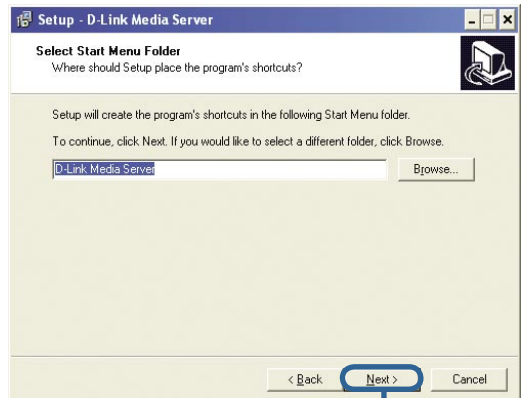 Setup - D-Link Media Server
Select Start Menu Folder
Where should Setup place the program's shortcuts?
Setup will create the program's shortcuts in the following Start Menu folder.
To continue, click Next. If you would like to select a different folder, click Browse.
D-Link Media Server
Browse...
< Back
Next >
Cancel